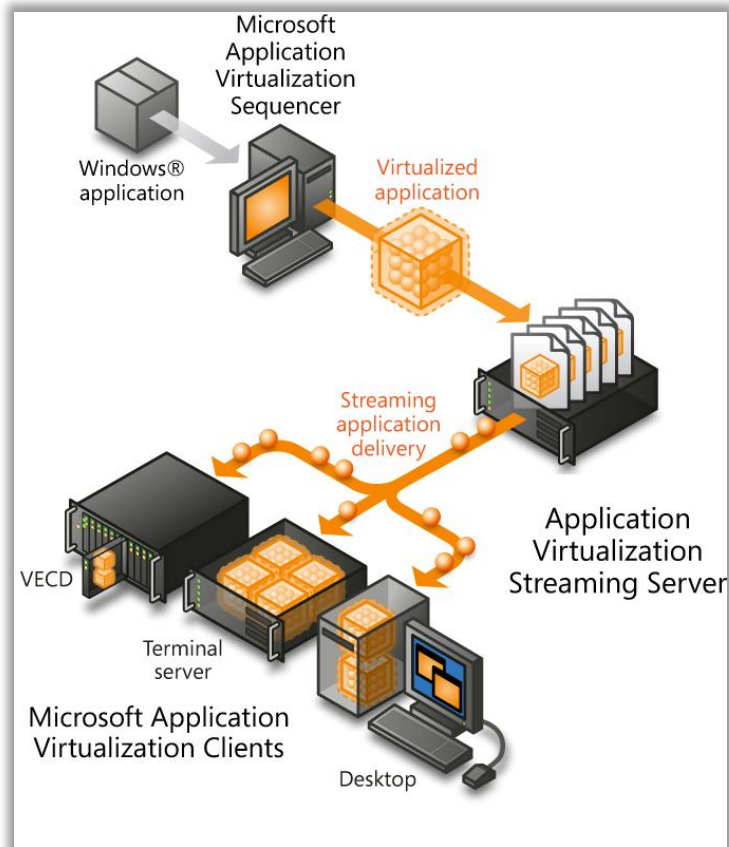 Microsoft
Application
Virtualization
Sequencer
Windows®
application
Virtualized
application
Streaming
application
delivery
Application
Virtualization
Streaming Server
VECD
Terminal
server
Microsoft Application
Virtualization Clients
Desktop